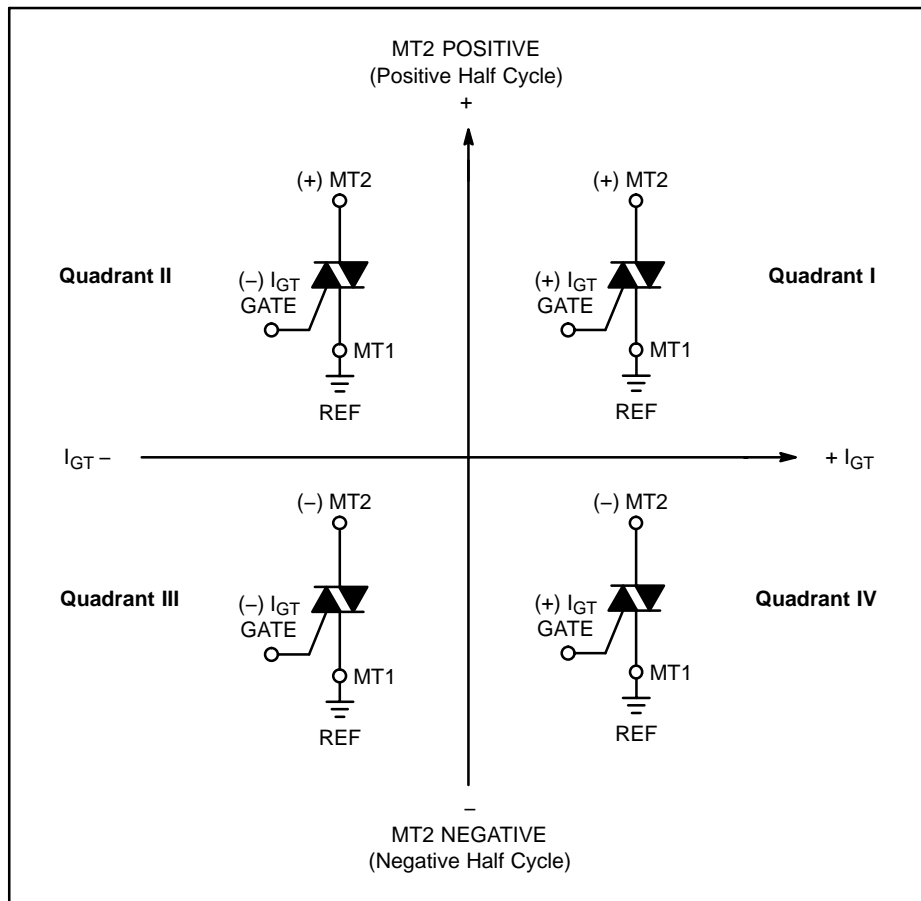 MT2 POSITIVE
(Positive Half Cycle)
+
(+) MT2
(+) MT2
Quadrant II
(–) IGT
GATE
(+) IGT
GATE
Quadrant I
MT1
MT1
REF
REF
IGT –
+ IGT
(–) MT2
(–) MT2
Quadrant III
(–) IGT
GATE
(+) IGT
GATE
Quadrant IV
MT1
MT1
REF
REF
–
MT2 NEGATIVE
(Negative Half Cycle)